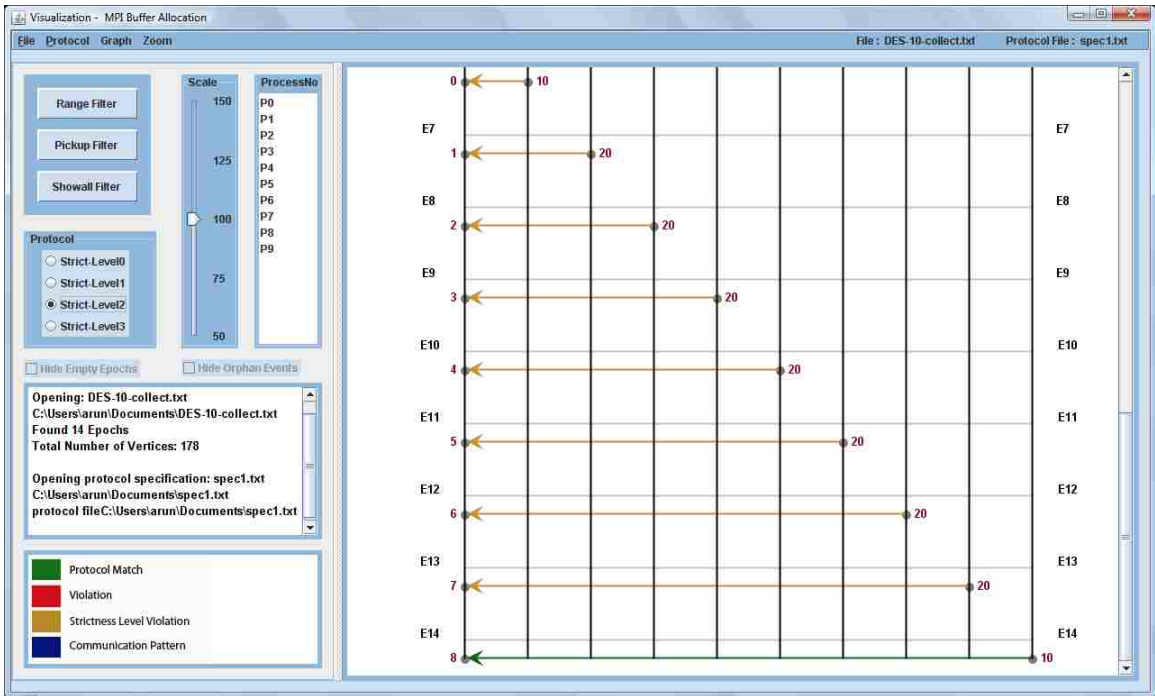 Visualization - MPI Buffer Allocation
File Protocol Graph Zoom File : DES-10-collect.txt Protocol File : spec1.txt
Range Filter
Pickup Filter
Showall Filter
Scale
150
125
100
75
50
ProcessNo
P0
P1
P2
P3
P4
P5
P6
P7
P8
P9
Protocol
Strict-Level0
Strict-Level1
Strict-Level2
Strict-Level3
Hide Empty Epochs
Hide Orphan Events
Opening: DES-10-collect.txt
C:\Users\arun\Documents\DES-10-collect.txt
Found 14 Epochs
Total Number of Vertices: 178
Opening protocol specification: spec1.txt
C:\Users\arun\Documents\spec1.txt
protocol fileC:\Users\arun\Documents\spec1.txt
Protocol Match
Violation
Strictness Level Violation
Communication Pattern
0 10
E7 E7
1 20
E8 E8
2 20
E9 E9
3 20
E10 E10
4 20
E11 E11
5 20
E12 E12
6 20
E13 E13
7 20
E14 E14
8 10